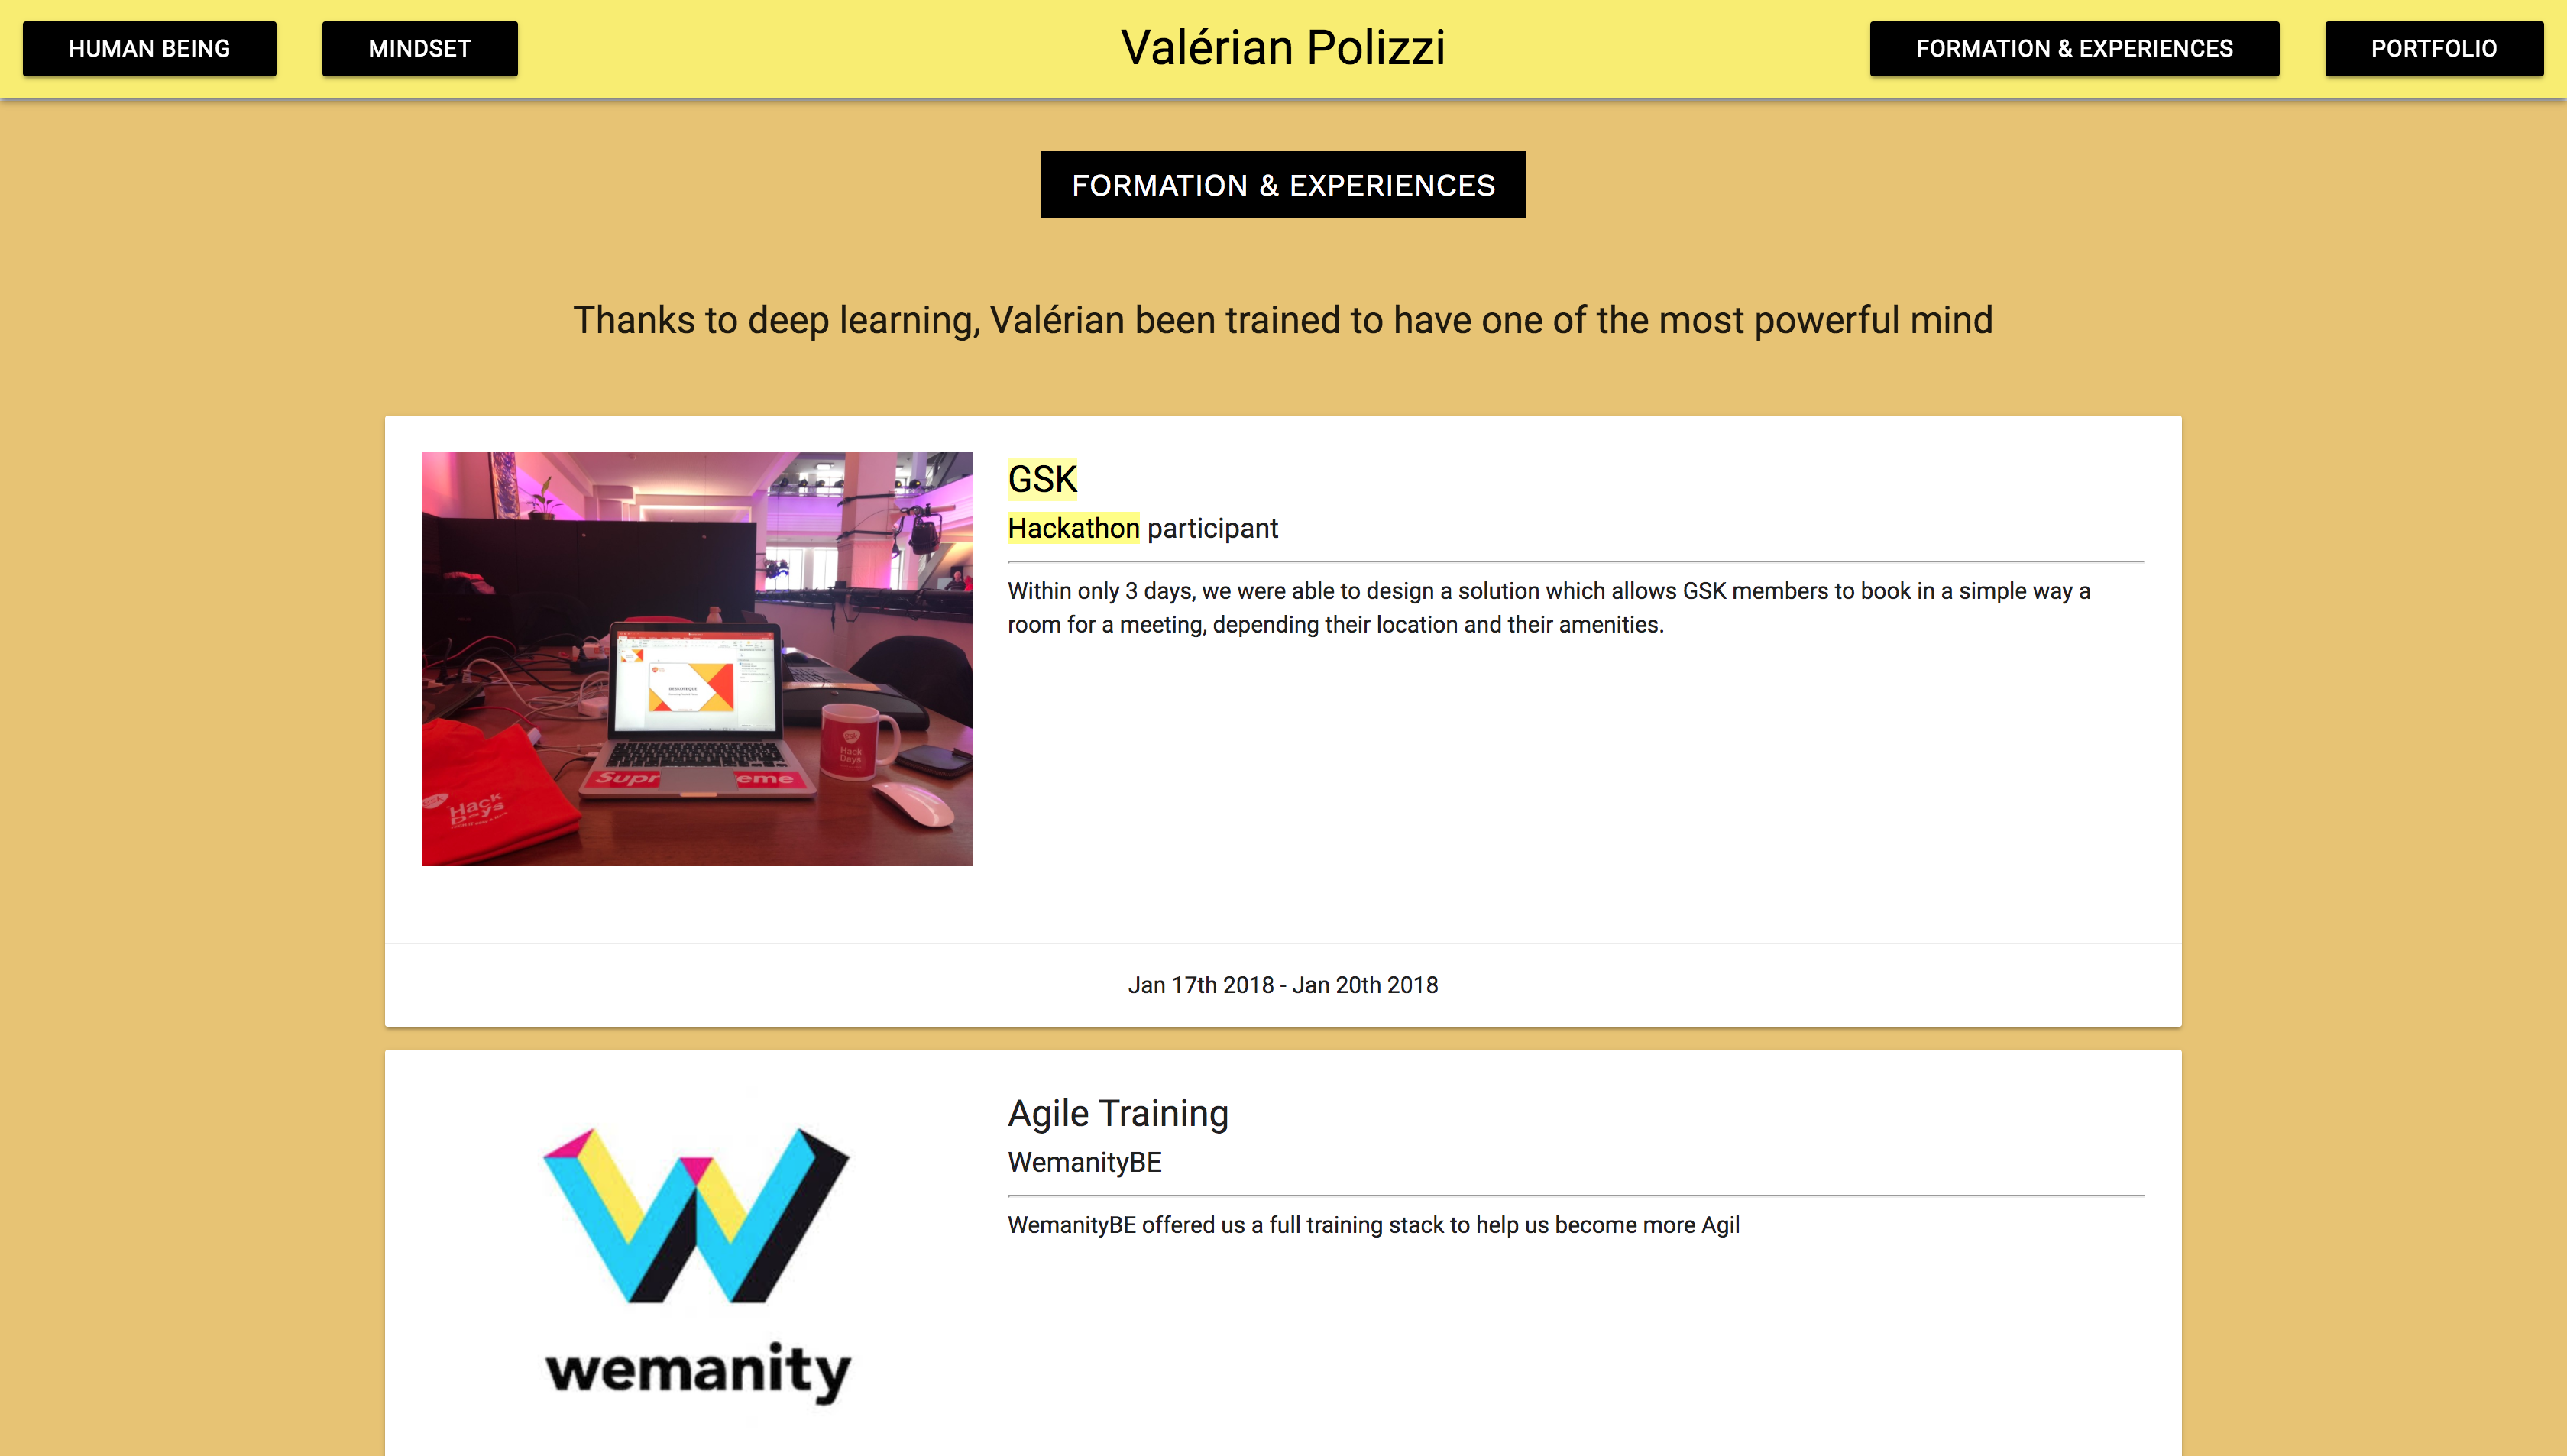 HUMAN BEING
MINDSET
Valérian Polizzi
FORMATION & EXPERIENCES
PORTFOLIO
FORMATION & EXPERIENCES
Thanks to deep learning, Valérian been trained to have one of the most powerful mind
GSK
Hackathon participant
Within only 3 days, we were able to design a solution which allows GSK members to book in a simple way a
room for a meeting, depending their location and their amenities.
gsk
Hack
Days
Supr eme
gsk
Hack
D-ys
Jan 17th 2018 - Jan 20th 2018
Agile Training
WemanityBE
WemanityBE offered us a full training stack to help us become more Agil
wemanity